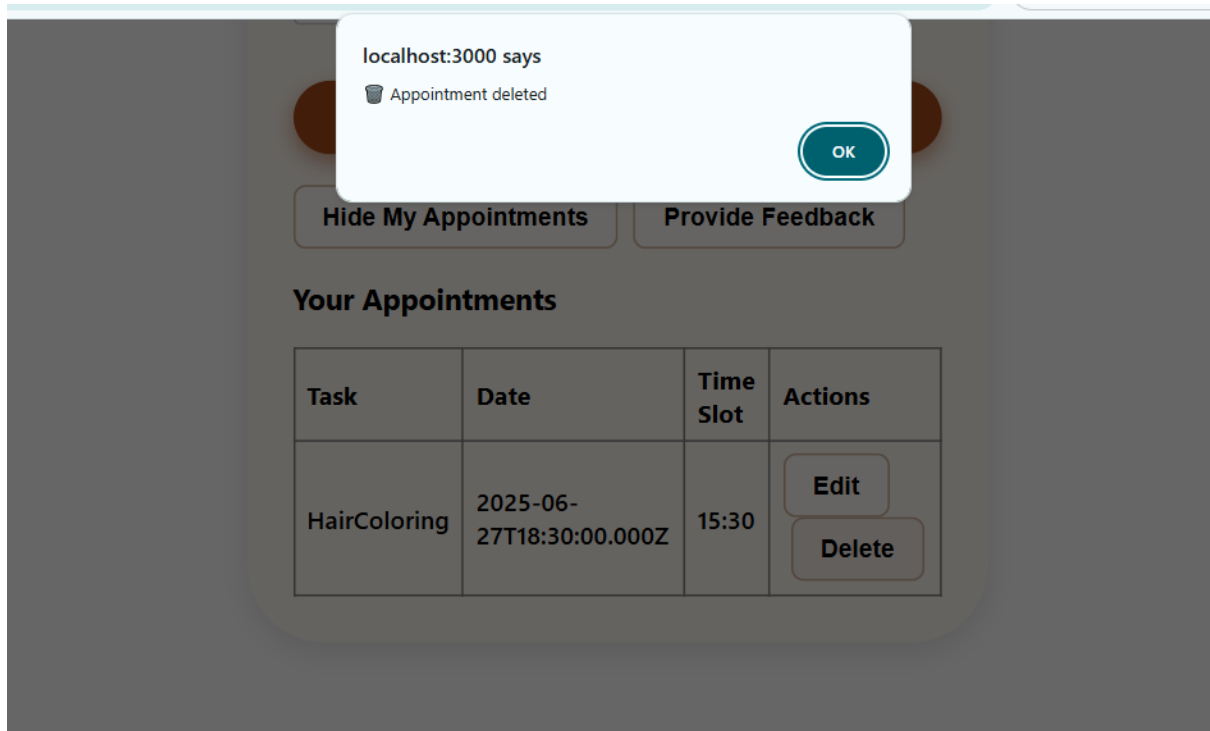 localhost:3000 says
🗑 Appointment deleted
OK
Hide My Appointments
Provide Feedback
Your Appointments
Task
Date
Time
Slot
Actions
HairColoring
2025-06-
27T18:30:00.000Z
15:30
Edit
Delete